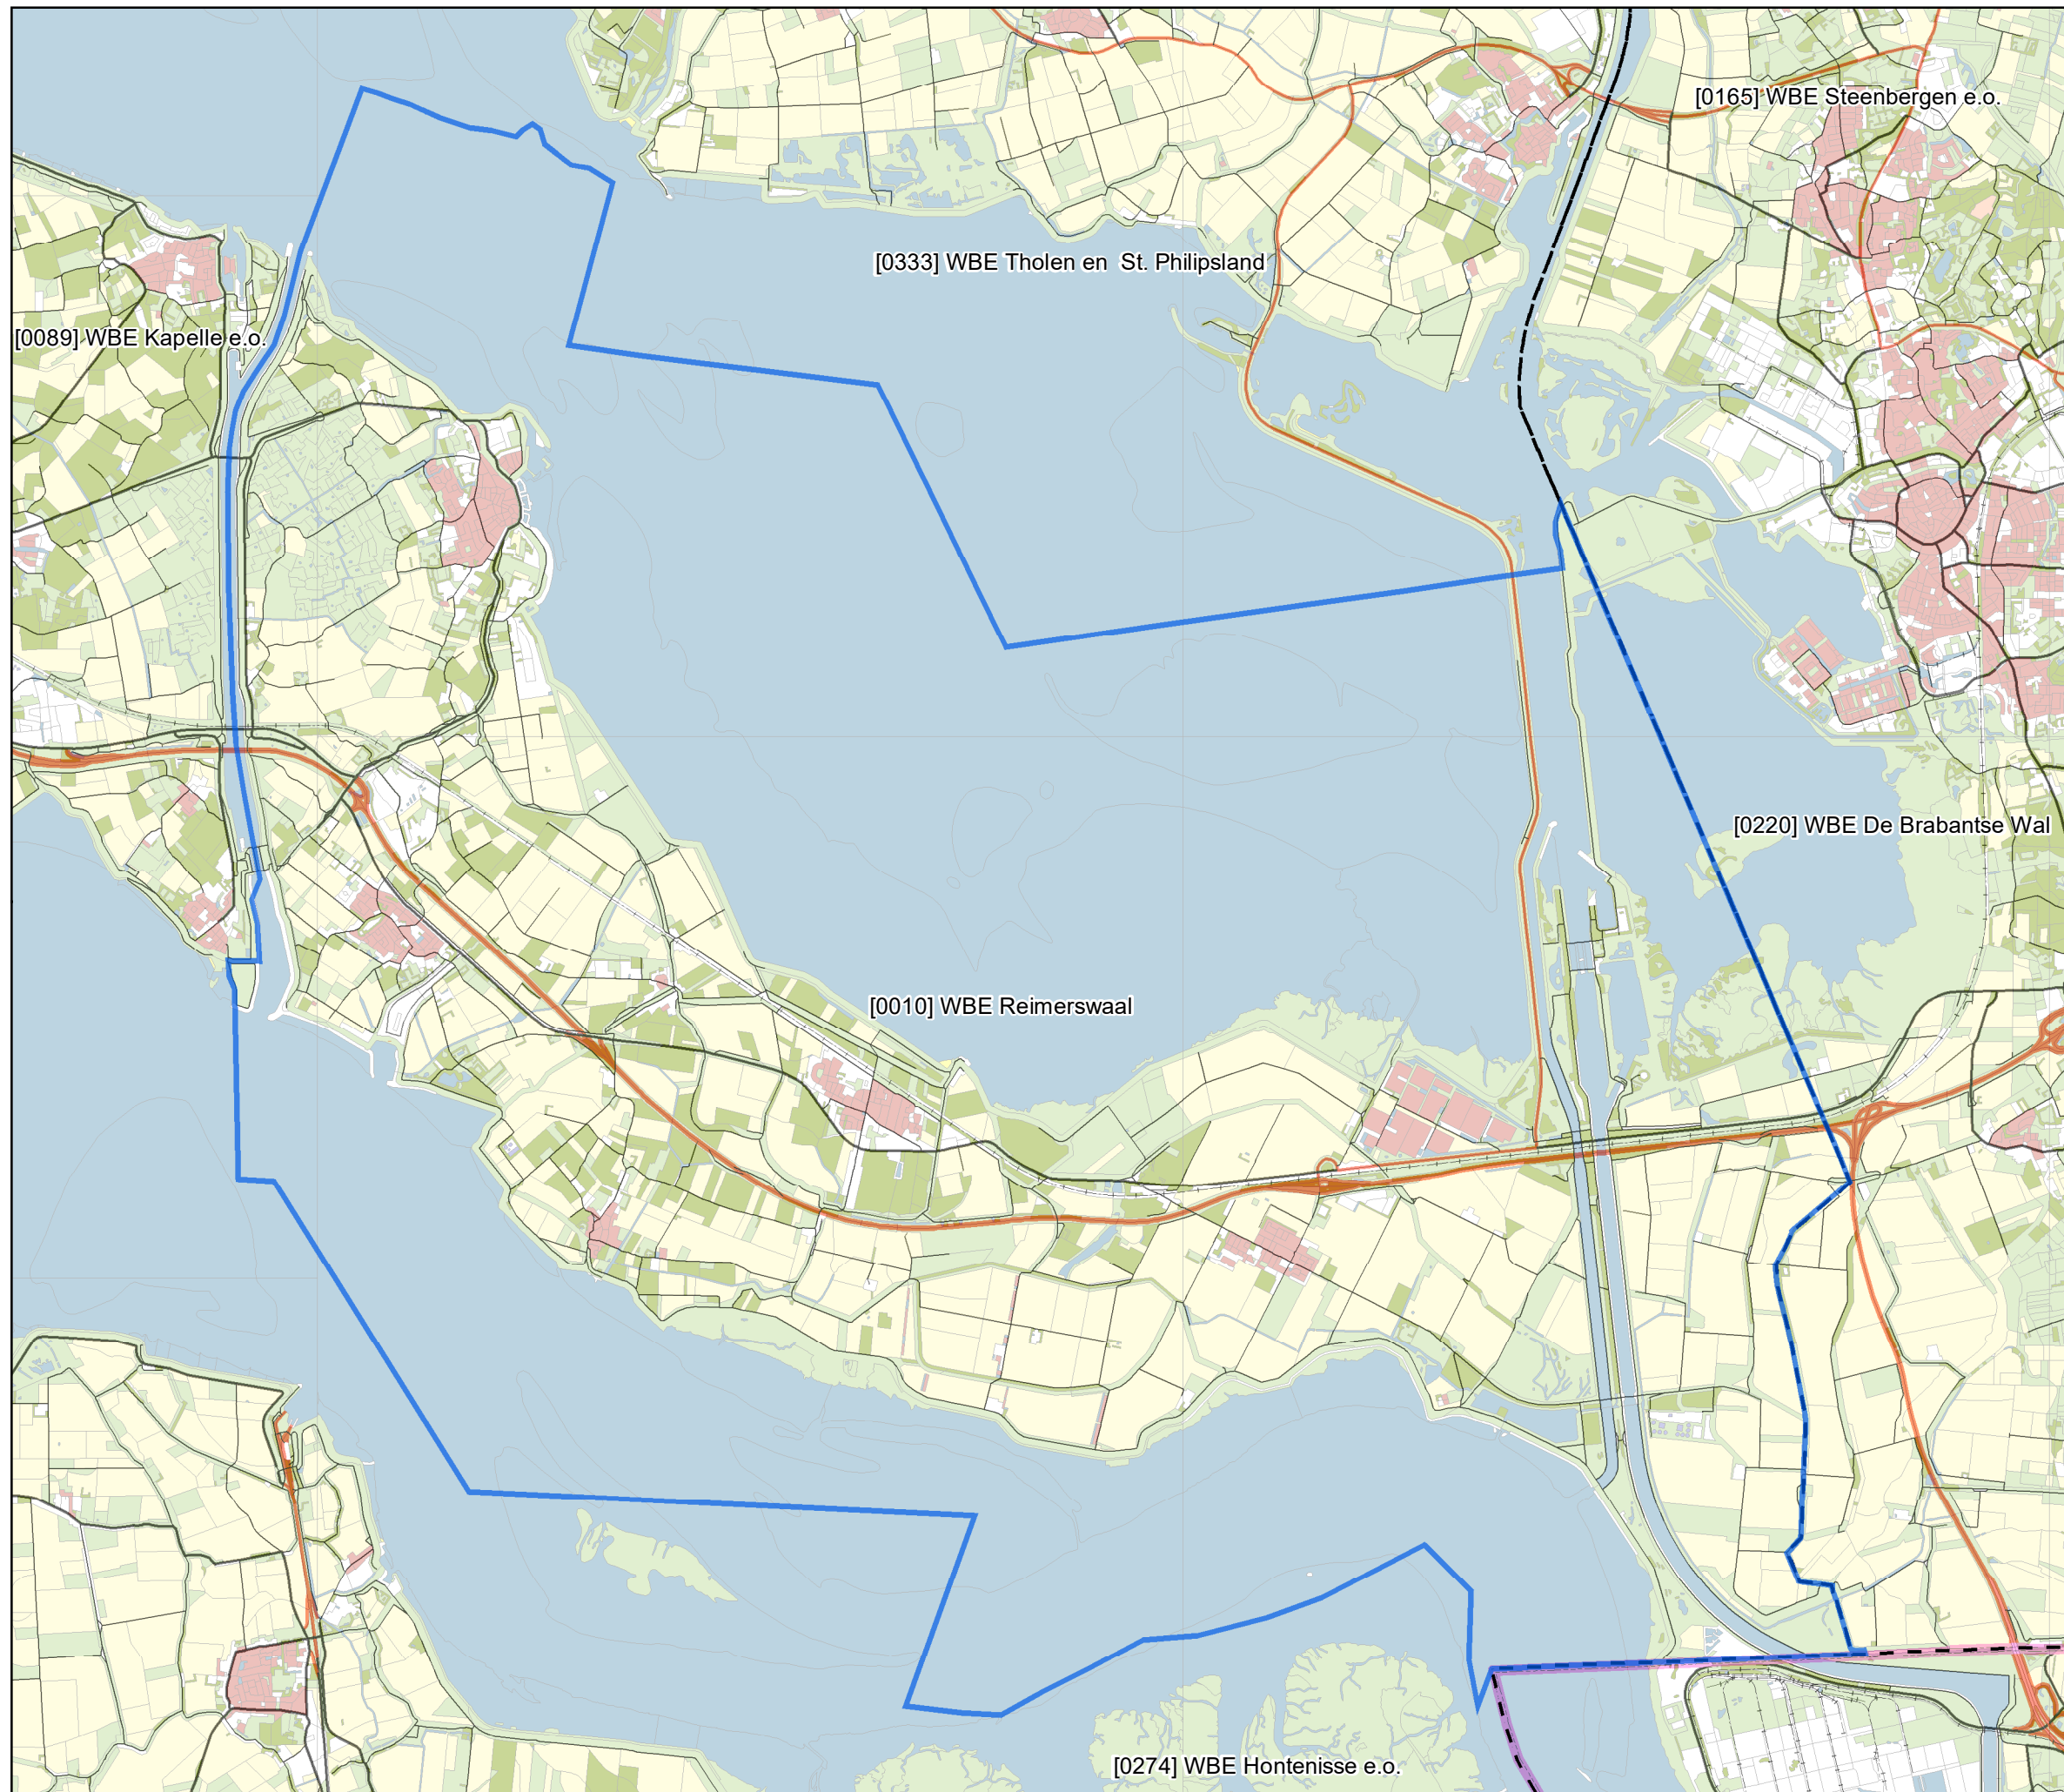 [0165] WBE Steenbergen e.o.
[0333] WBE Tholen en  St. Philipsland
[0089] WBE Kapelle e.o.
[0220] WBE De Brabantse Wal
[0010] WBE Reimerswaal
[0274] WBE Hontenisse e.o.